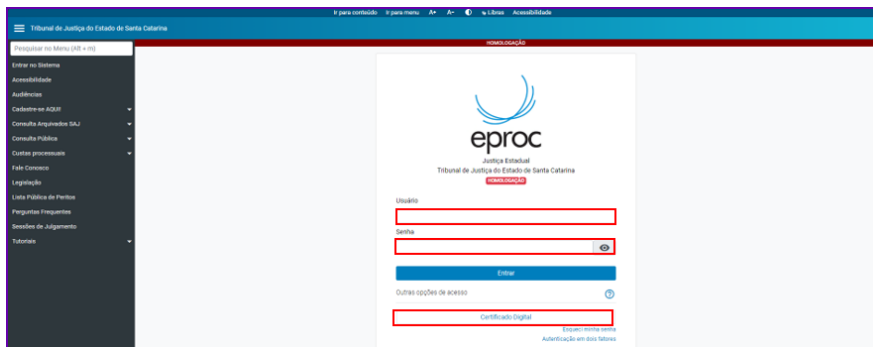 Ir para conteúdo Ir para menu A+ A- Libras Acessibilidade
Tribunal de Justiça do Estado de Santa Catarina
HOMOLOGAÇÃO
Pesquisar no Menu (Alt + m)
Entrar no Sistema
Acessibilidade
Audiências
Cadastre-se AQUI!
Consulta Arquivados SAJ
Consulta Pública
Custas processuais
Fale Conosco
Legislação
Lista Pública de Peritos
Perguntas Frequentes
Sessões de Julgamento
Tutoriais
eproc
Justiça Estadual
Tribunal de Justiça do Estado de Santa Catarina
HOMOLOGAÇÃO
Usuário
Senha
Entrar
Outras opções de acesso
?
Certificado Digital
Esqueci minha senha
Autenticação em dois fatores